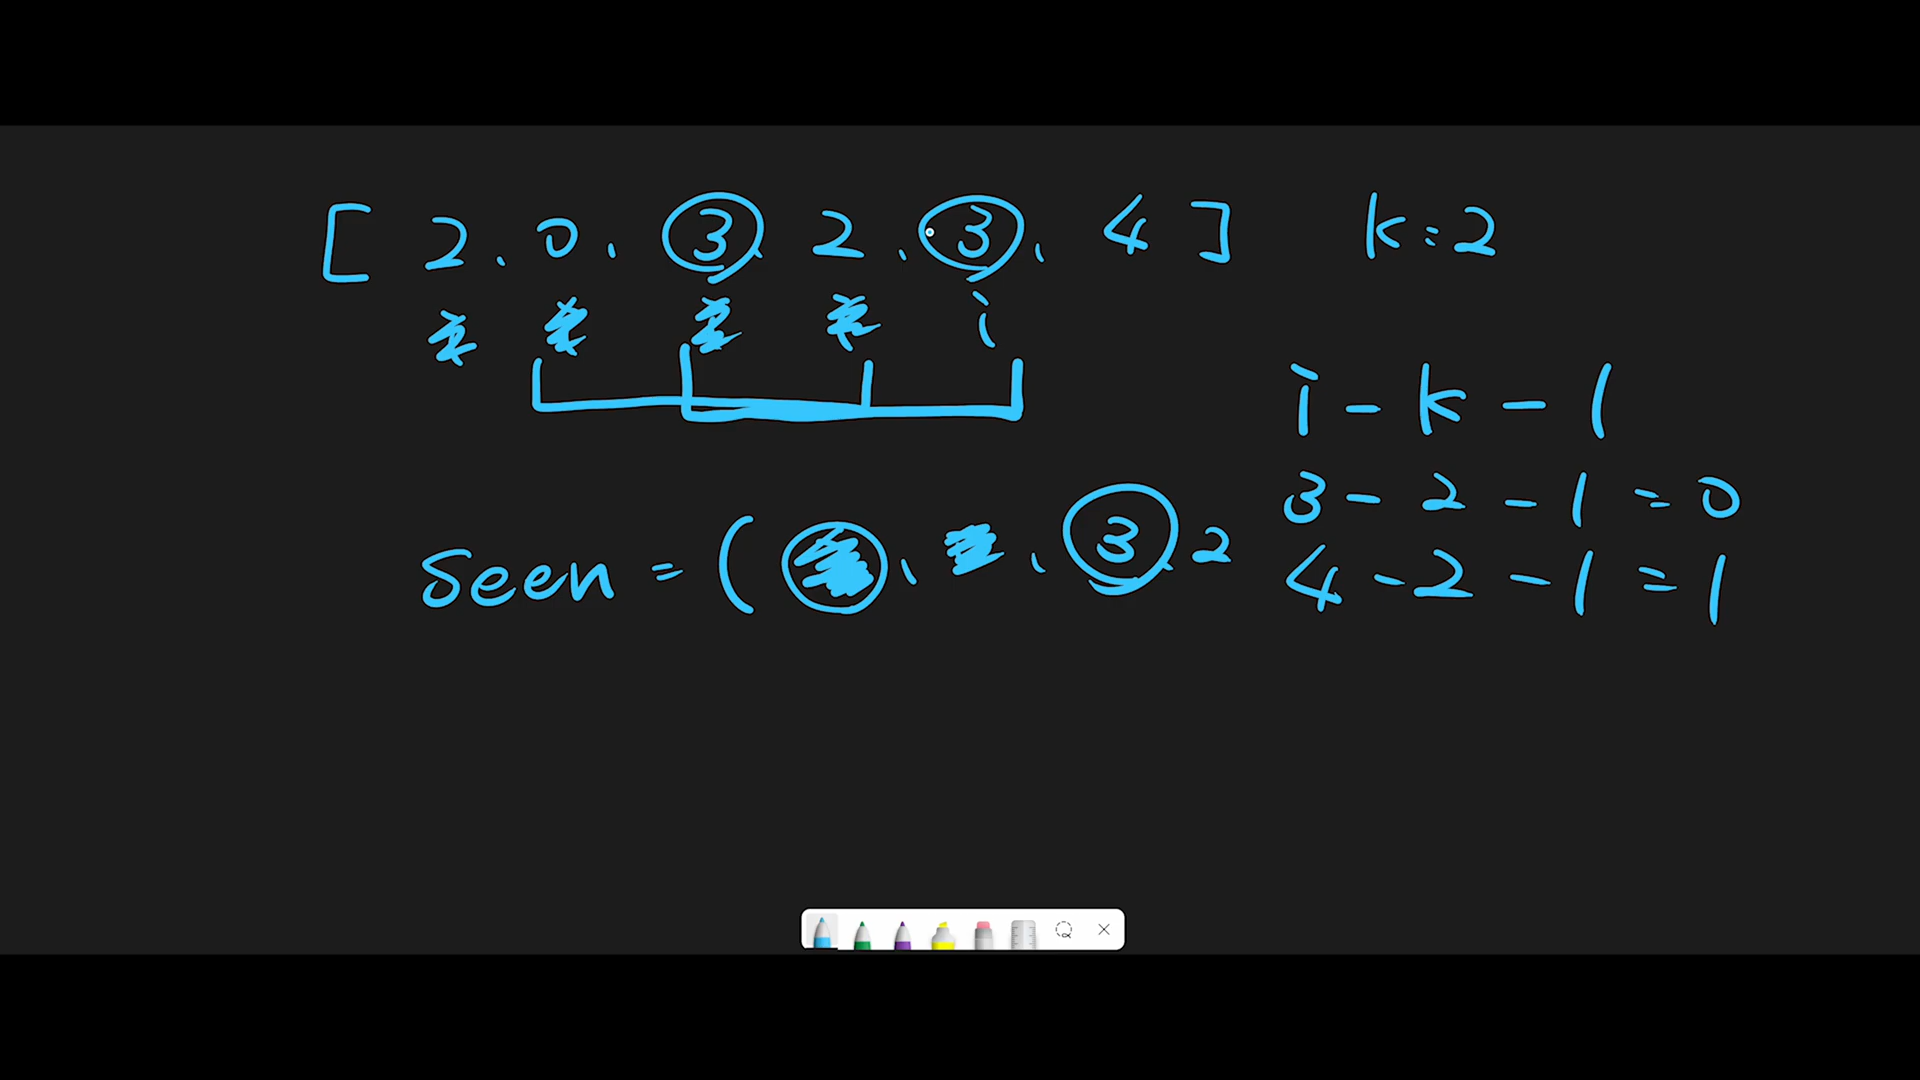 [ 2, 0, 3, 2, 3, 4 ] k=2
i
i - k - 1
3 - 2 - 1 = 0
seen = ( , , 3, 2
4 - 2 - 1 = 1